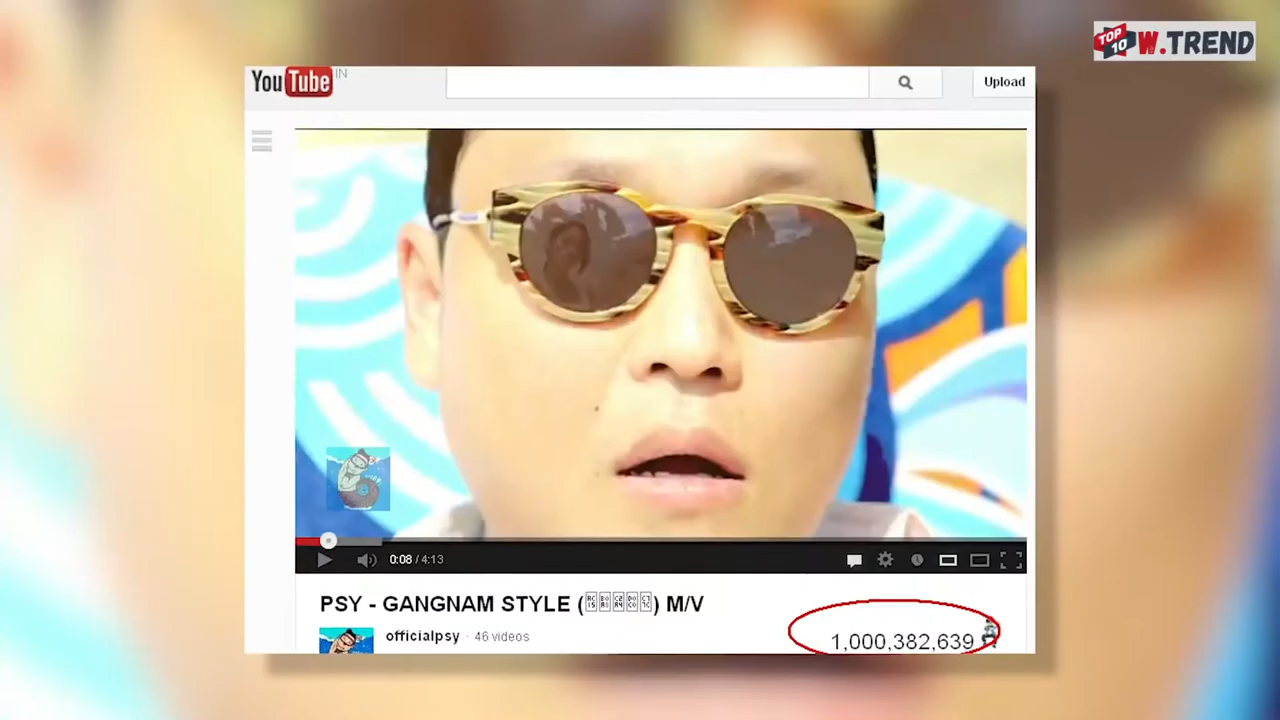 TOP 10 W.TREND
YouTube IN
Upload
0:08 / 4:13
PSY - GANGNAM STYLE () M/V
officialpsy · 46 videos
1,000,382,639